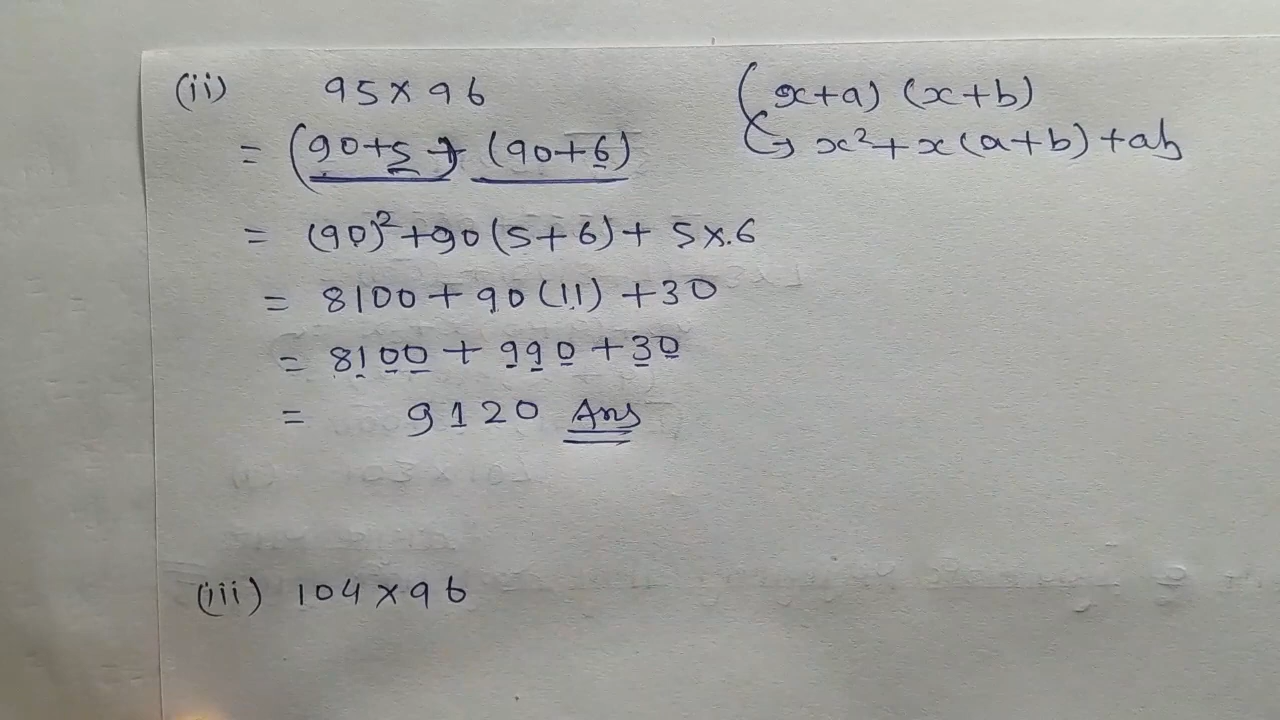 (ii) 95×96
(x+a) (x+b)
= (90+5) (90+6)
↳ x²+x(a+b)+ab
= (90)²+90(5+6)+5×6
= 8100+90(11)+30
= 8100+990+30
= 9120 Ans
(iii) 104×96